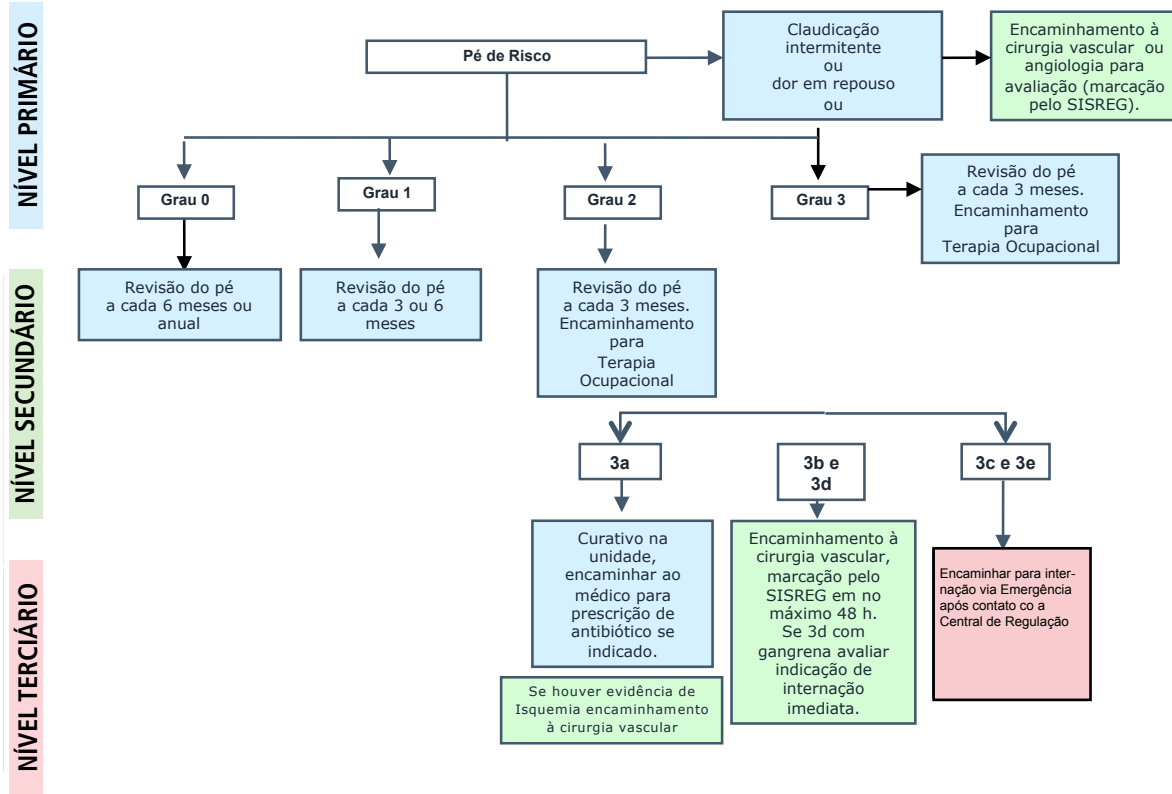 NÍVEL PRIMÁRIO
Pé de Risco
Claudicação
intermitente
ou
dor em repouso
ou
Encaminhamento à
cirurgia vascular ou
angiologia para
avaliação (marcação
pelo SISREG).
Grau 0
Grau 1
Grau 2
Grau 3
Revisão do pé
a cada 3 meses.
Encaminhamento
para
Terapia Ocupacional
NÍVEL SECUNDÁRIO
Revisão do pé
a cada 6 meses ou
anual
Revisão do pé
a cada 3 ou 6
meses
Revisão do pé
a cada 3 meses.
Encaminhamento
para
Terapia
Ocupacional
3a
3b e
3d
3c e 3e
NÍVEL TERCIÁRIO
Curativo na
unidade,
encaminhar ao
médico para
prescrição de
antibiótico se
indicado.
Encaminhamento à
cirurgia vascular,
marcação pelo
SISREG em no
máximo 48 h.
Se 3d com
gangrena avaliar
indicação de
internação
imediata.
Encaminhar para inter-
nação via Emergência
após contato co a
Central de Regulação
Se houver evidência de
Isquemia encaminhamento
à cirurgia vascular